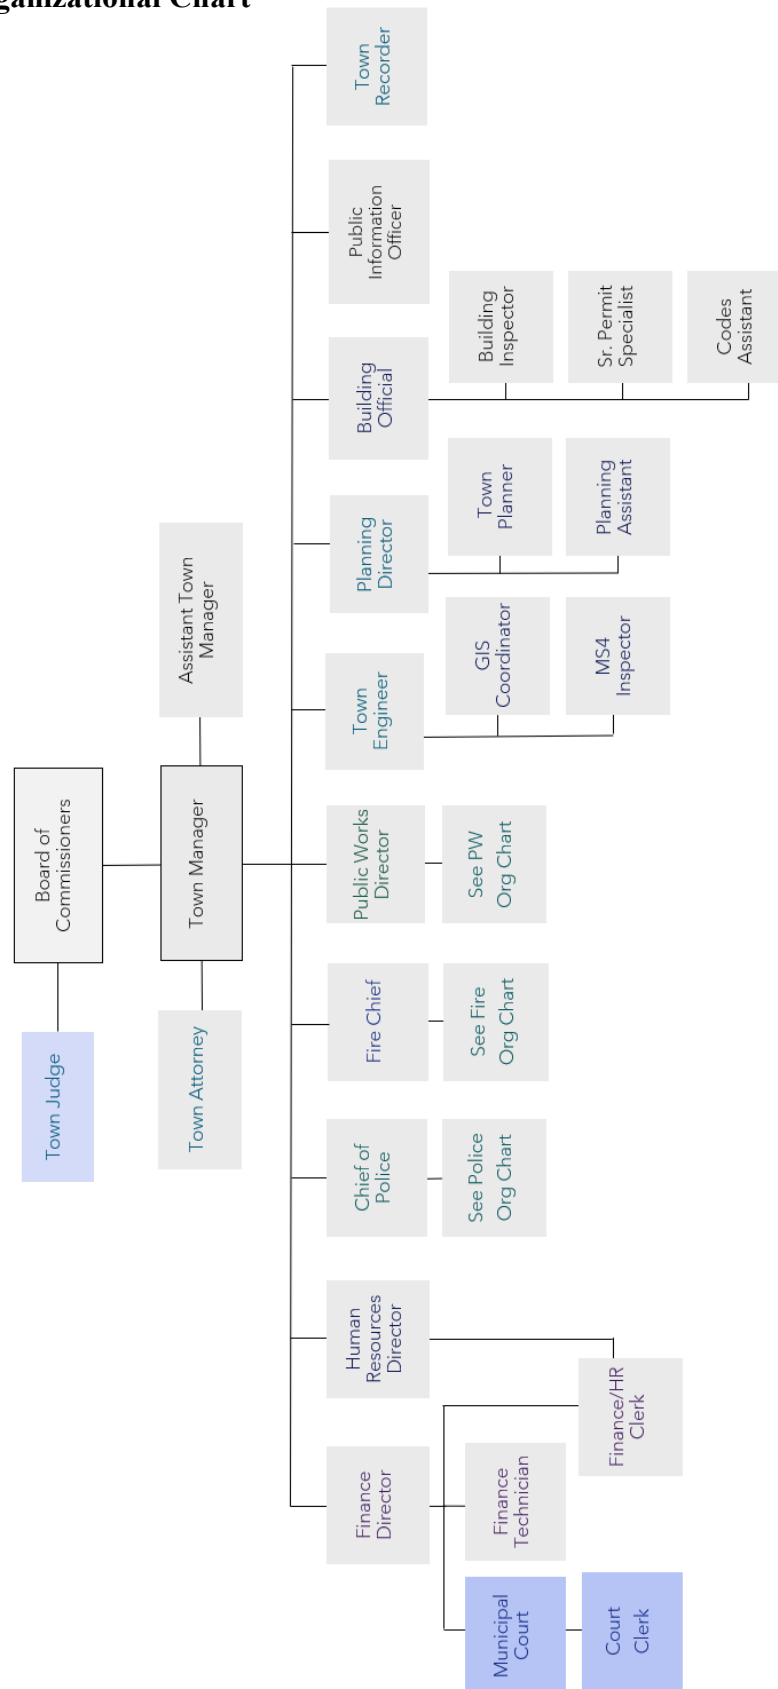 ganizational Chart
Board of
Commissioners
Town Judge
Town Manager
Assistant Town
Manager
Town Attorney
Finance
Director
Human
Resources
Director
Chief of
Police
Fire Chief
Public Works
Director
Town
Engineer
Planning
Director
Building
Official
Public
Information
Officer
Town
Recorder
Municipal
Court
Court
Clerk
Finance
Technician
Finance/HR
Clerk
See Police
Org Chart
See Fire
Org Chart
See PW
Org Chart
GIS
Coordinator
MS4
Inspector
Town
Planner
Planning
Assistant
Building
Inspector
Sr. Permit
Specialist
Codes
Assistant